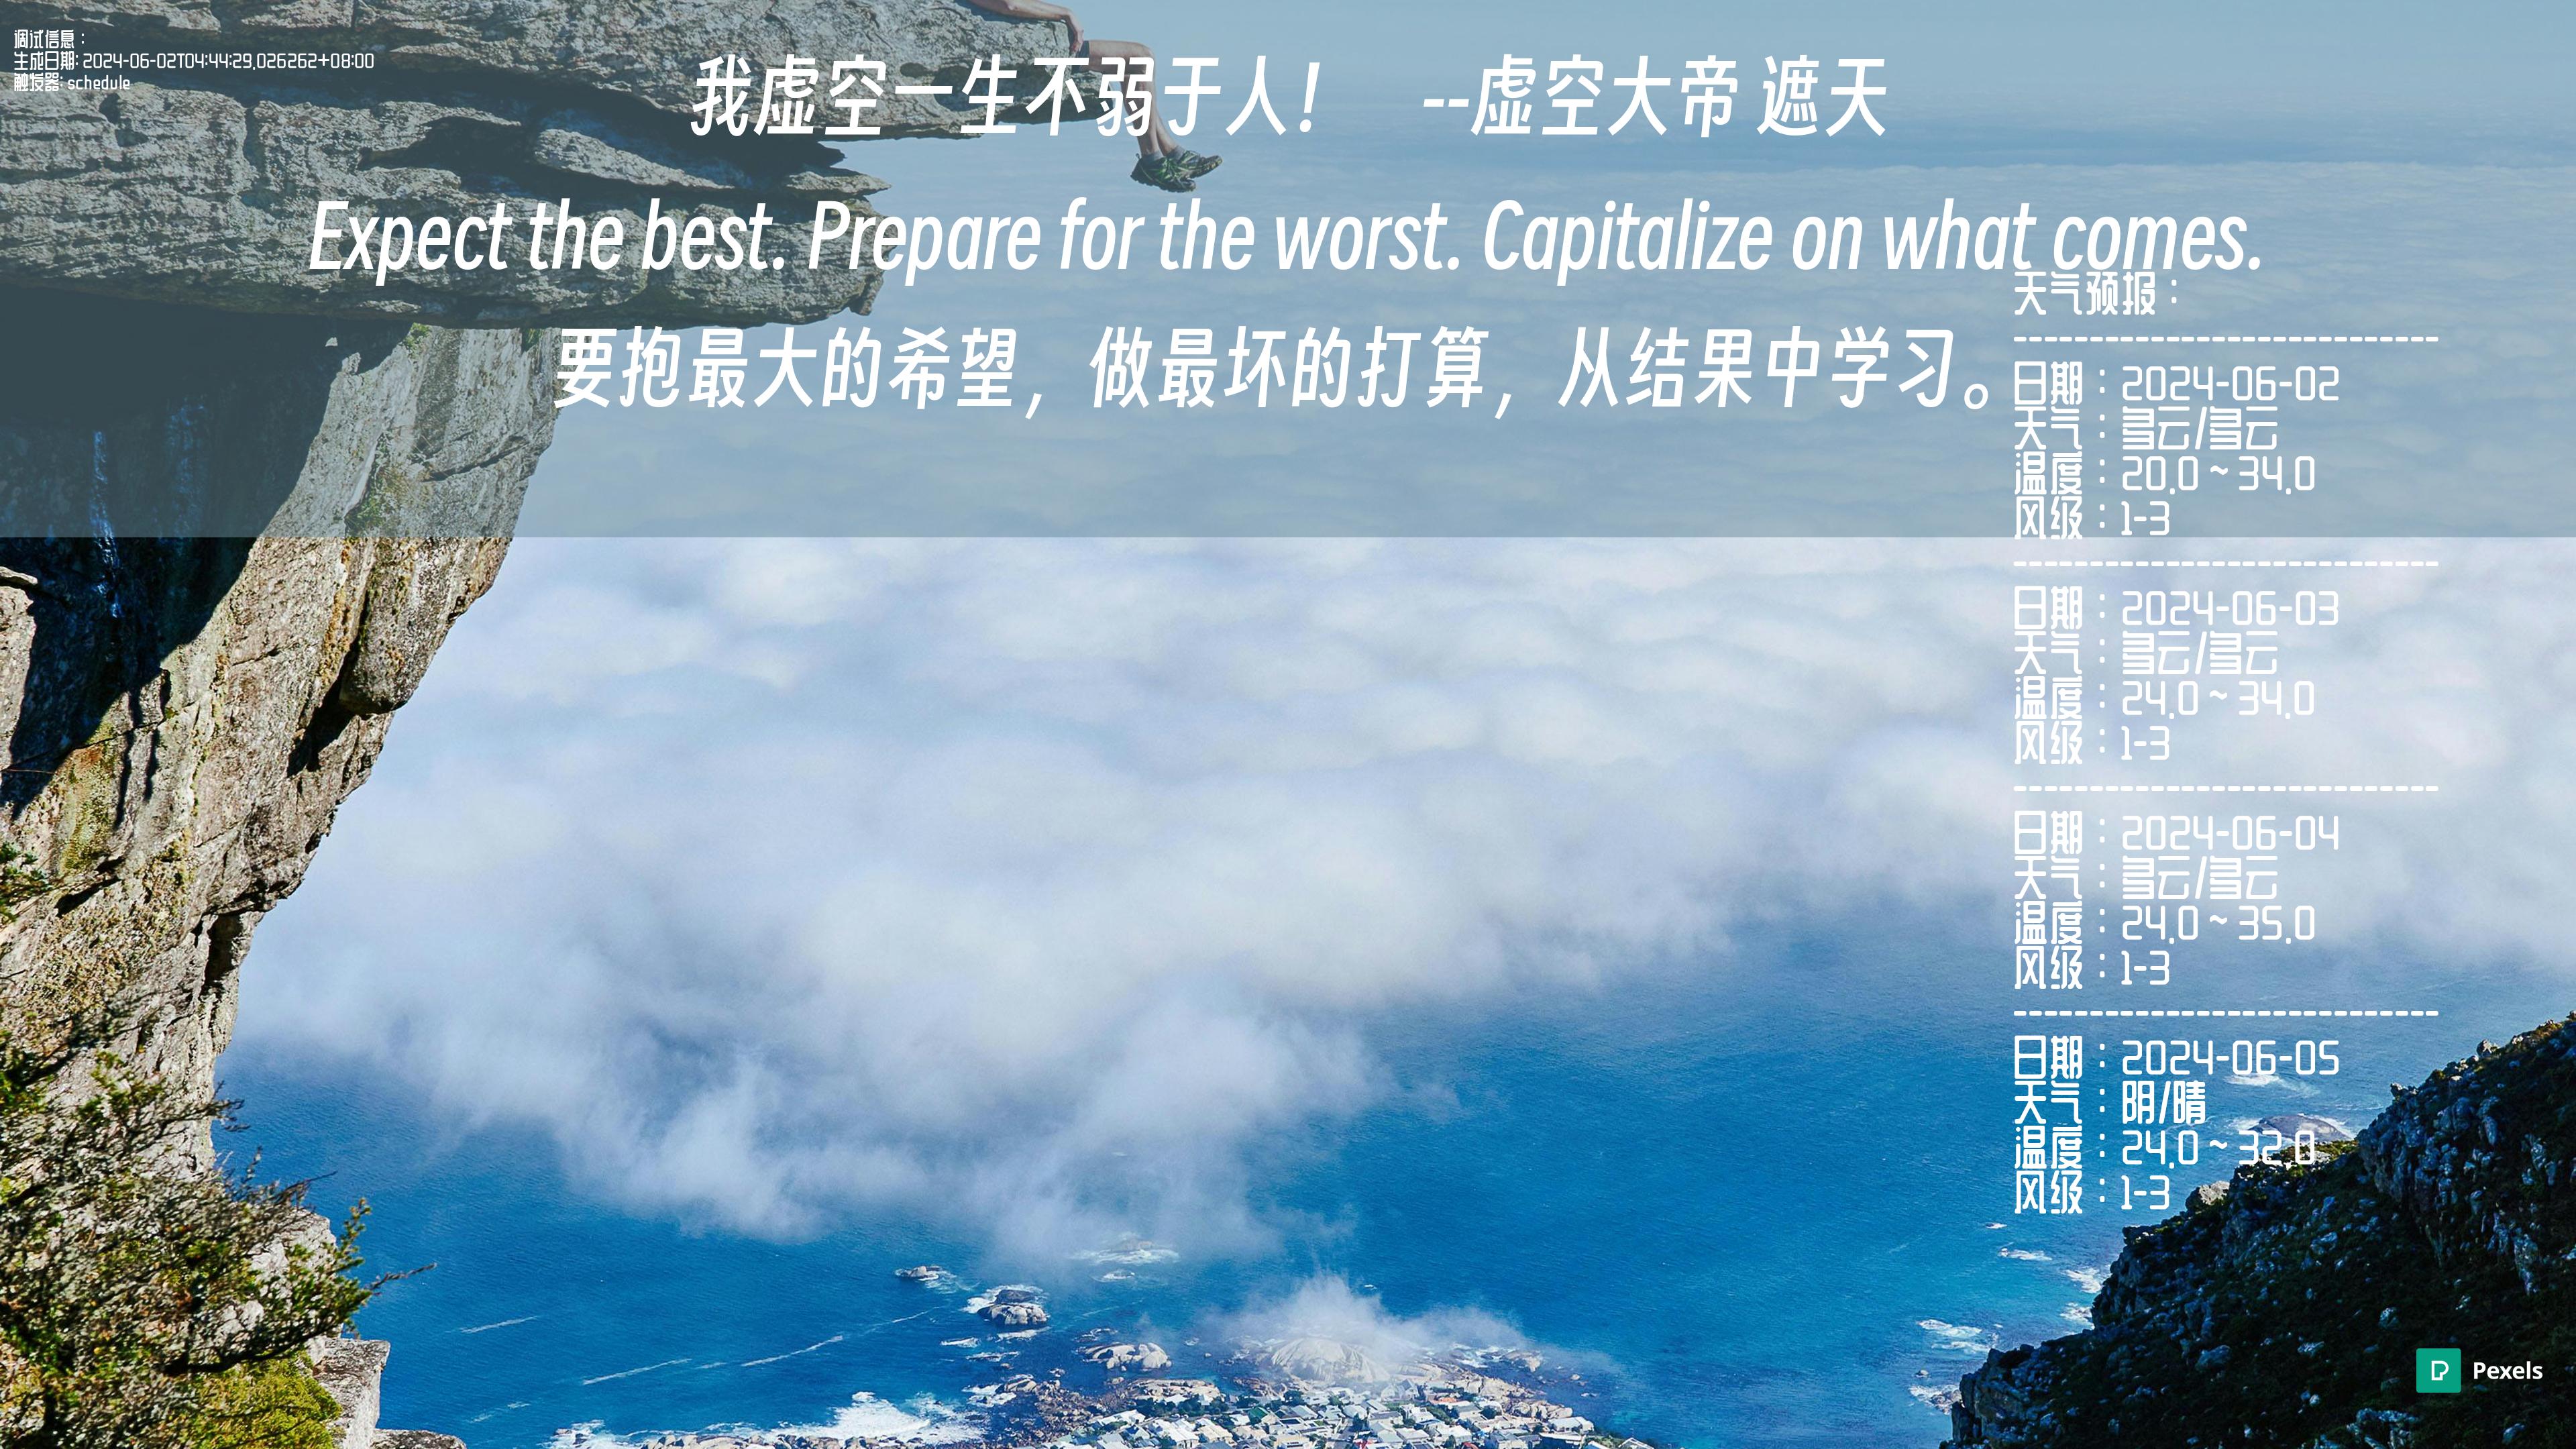 调试信息：
生成日期: 2024-06-02T04:44:29.026262+08:00
触发器: schedule
我虚空一生不弱于人！ --虚空大帝 遮天
Expect the best. Prepare for the worst. Capitalize on what comes.
要抱最大的希望，做最坏的打算，从结果中学习。
天气预报：
----------------------------
日期：2024-06-02
天气：多云/多云
温度：20.0 ~ 34.0
风级：1-3
----------------------------
日期：2024-06-03
天气：多云/多云
温度：24.0 ~ 34.0
风级：1-3
----------------------------
日期：2024-06-04
天气：多云/多云
温度：24.0 ~ 35.0
风级：1-3
----------------------------
日期：2024-06-05
天气：阴/晴
温度：24.0 ~ 32.0
风级：1-3
Pexels